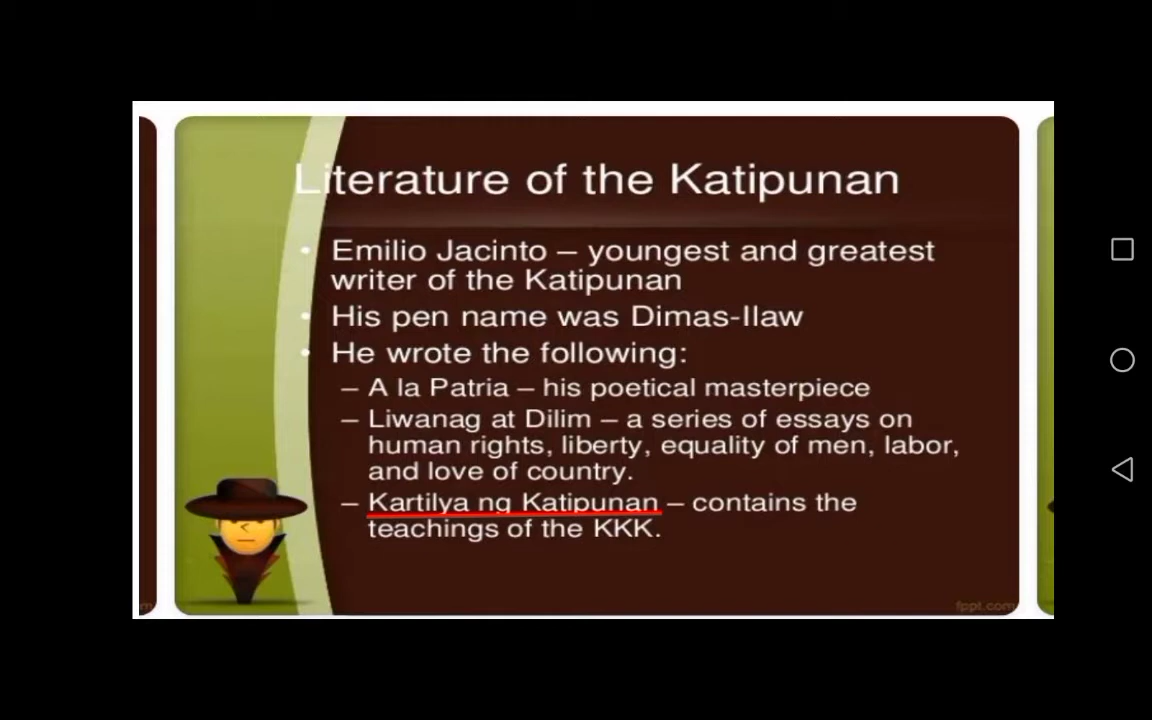 Literature of the Katipunan
• Emilio Jacinto – youngest and greatest
writer of the Katipunan
• His pen name was Dimas-Ilaw
• He wrote the following:
– A la Patria – his poetical masterpiece
– Liwanag at Dilim – a series of essays on
human rights, liberty, equality of men, labor,
and love of country.
– Kartilya ng Katipunan – contains the
teachings of the KKK.
fppt.com